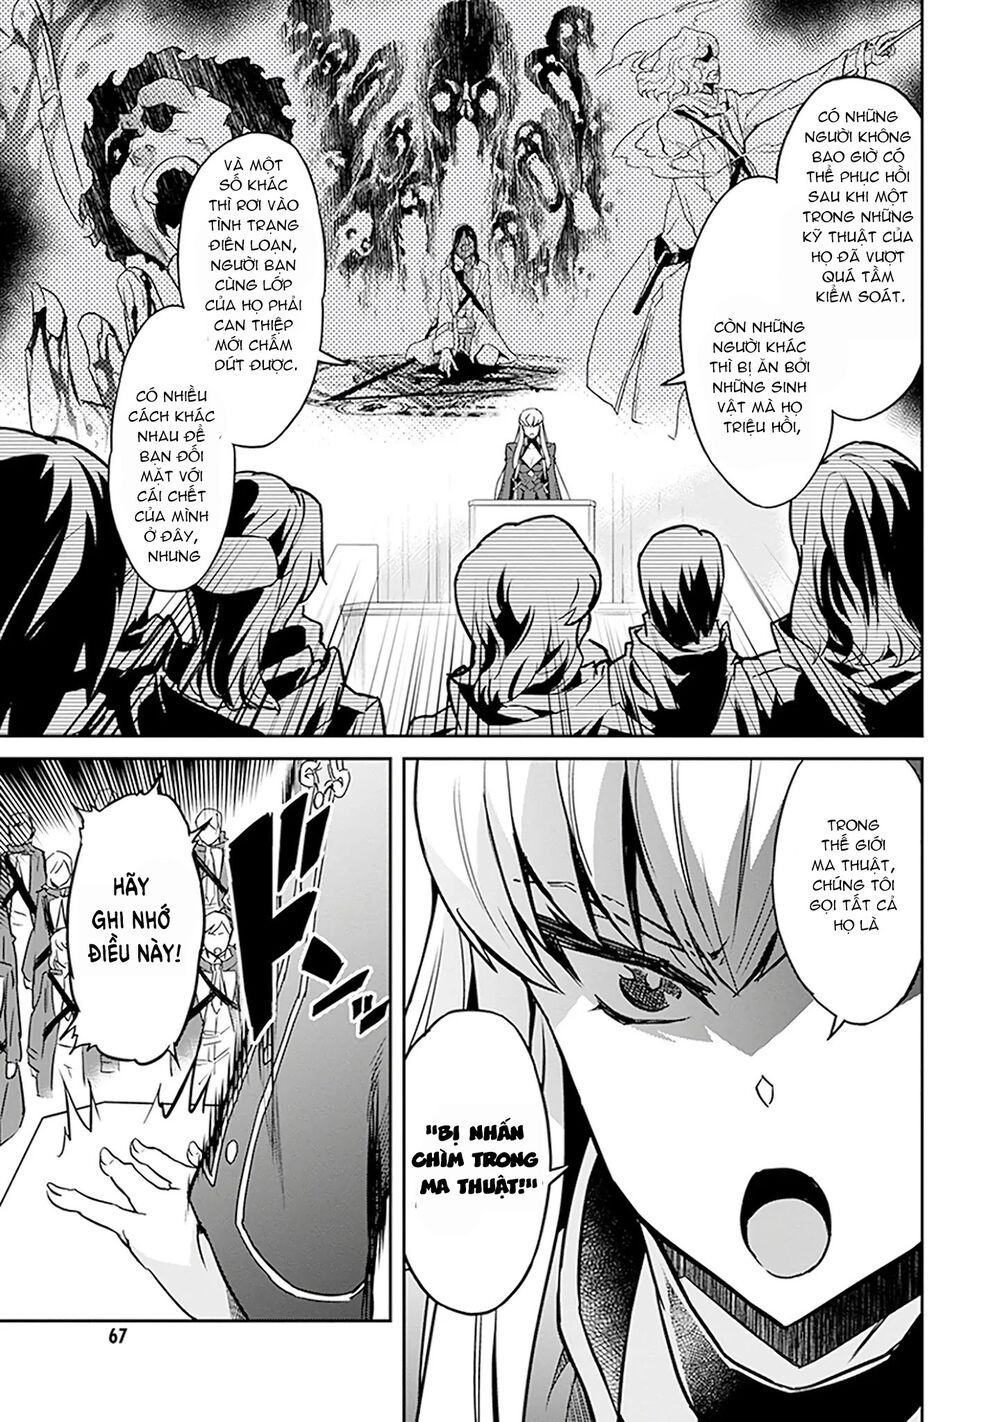 CÓ NHỮNG
NGƯỜI KHÔNG
BAO GIỜ CÓ
THỂ PHỤC HỒI
SAU KHI MỘT
TRONG NHỮNG
KỸ THUẬT CỦA
HỌ ĐÃ VƯỢT
QUÁ TẦM
KIỂM SOÁT.
CÒN NHỮNG
NGƯỜI KHÁC
THÌ BỊ ĂN BỞI
NHỮNG SINH
VẬT MÀ HỌ
TRIỆU HỒI,
VÀ MỘT
SỐ KHÁC
THÌ RƠI VÀO
TÌNH TRẠNG
ĐIÊN LOẠN,
NGƯỜI BẠN
CÙNG LỚP
CỦA HỌ PHẢI
CAN THIỆP
MỚI CHẤM
DỨT ĐƯỢC.
CÓ NHIỀU
CÁCH KHÁC
NHAU ĐỂ
BẠN ĐỐI
MẶT VỚI
CÁI CHẾT
CỦA MÌNH
Ở ĐÂY,
NHƯNG
TRONG
THẾ GIỚI
MA THUẬT,
CHÚNG TÔI
GỌI TẤT CẢ
HỌ LÀ
"BỊ NHẤN
CHÌM TRONG
MA THUẬT!"
HÃY
GHI NHỚ
ĐIỀU NÀY!
67